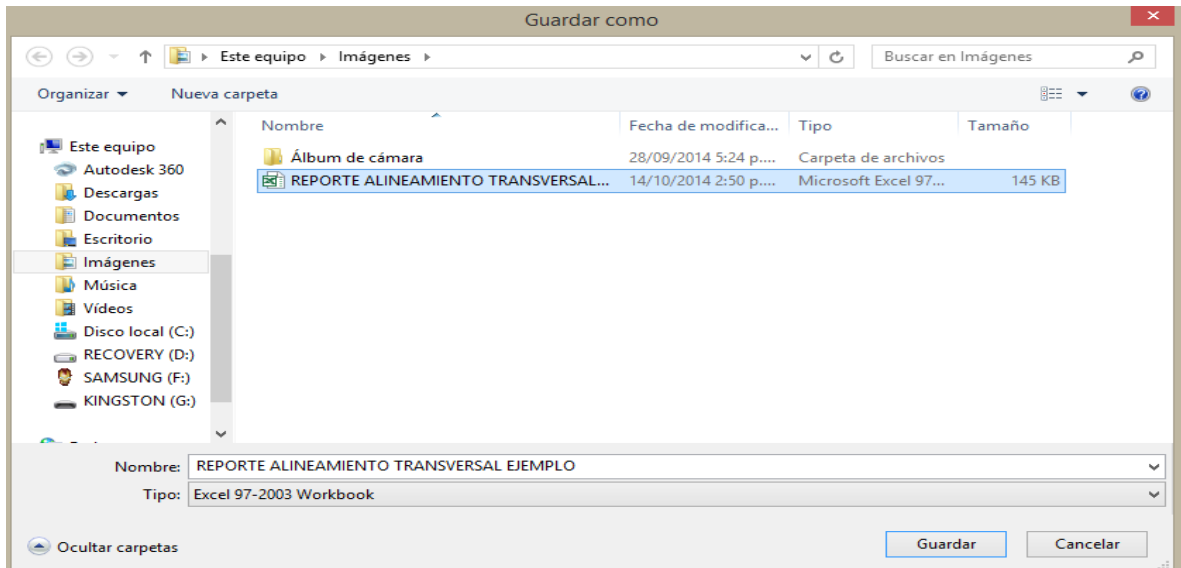 Guardar como
Este equipo Imágenes
Buscar en Imágenes
Organizar
Nueva carpeta
Nombre Fecha de modifica... Tipo Tamaño
Este equipo
Autodesk 360
Descargas
Documentos
Escritorio
Imágenes
Música
Vídeos
Disco local (C:)
RECOVERY (D:)
SAMSUNG (F:)
KINGSTON (G:)
Álbum de cámara 28/09/2014 5:24 p.... Carpeta de archivos
REPORTE ALINEAMIENTO TRANSVERSAL... 14/10/2014 2:50 p.... Microsoft Excel 97... 145 KB
Nombre: REPORTE ALINEAMIENTO TRANSVERSAL EJEMPLO
Tipo: Excel 97-2003 Workbook
Ocultar carpetas
Guardar Cancelar